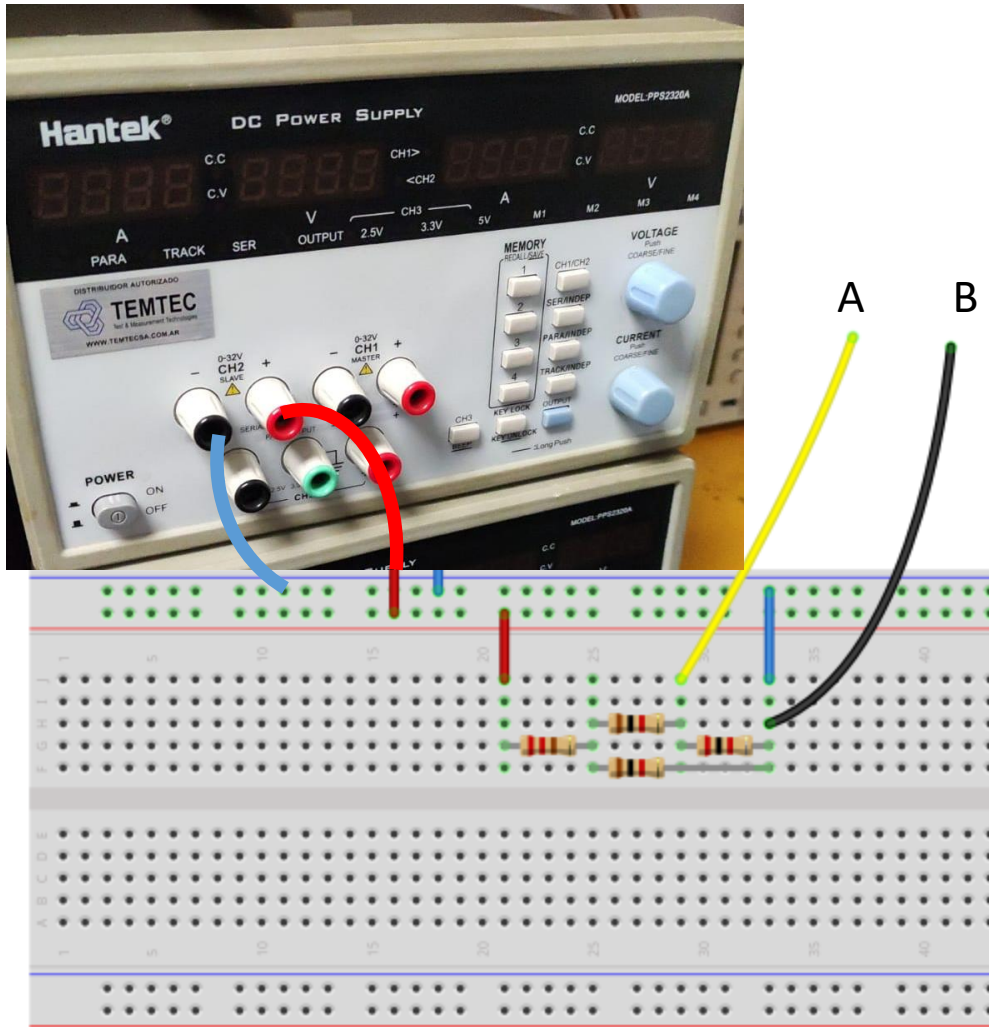 MODEL:PPS2320A
Hantek® DC POWER SUPPLY
C.C CH1> C.C
C.V <CH2 C.V
A V A V
CH3
PARA TRACK SER OUTPUT 2.5V 3.3V 5V M1 M2 M3 M4
MEMORY
RECALL/SAVE
1
2
3
4
CH1/CH2
SER/INDEP
PARA/INDEP
TRACK/INDEP
OUTPUT
KEY LOCK
KEY UNLOCK
:Long Push
CH3
VOLTAGE
Push
COARSE/FINE
CURRENT
Push
COARSE/FINE
DISTRIBUIDOR AUTORIZADO
TEMTEC
Test & Measurement Technologies
WWW.TEMTECSA.COM.AR
0-32V
CH2
SLAVE
- +
0-32V
CH1
MASTER
- +
+
POWER
ON
OFF
MODEL:PPS2320A
C.C
C.V
A B
1 5 10 15 20 25 30 35 40
J
I
H
G
F
E
D
C
B
A
1 5 10 15 20 25 30 35 40